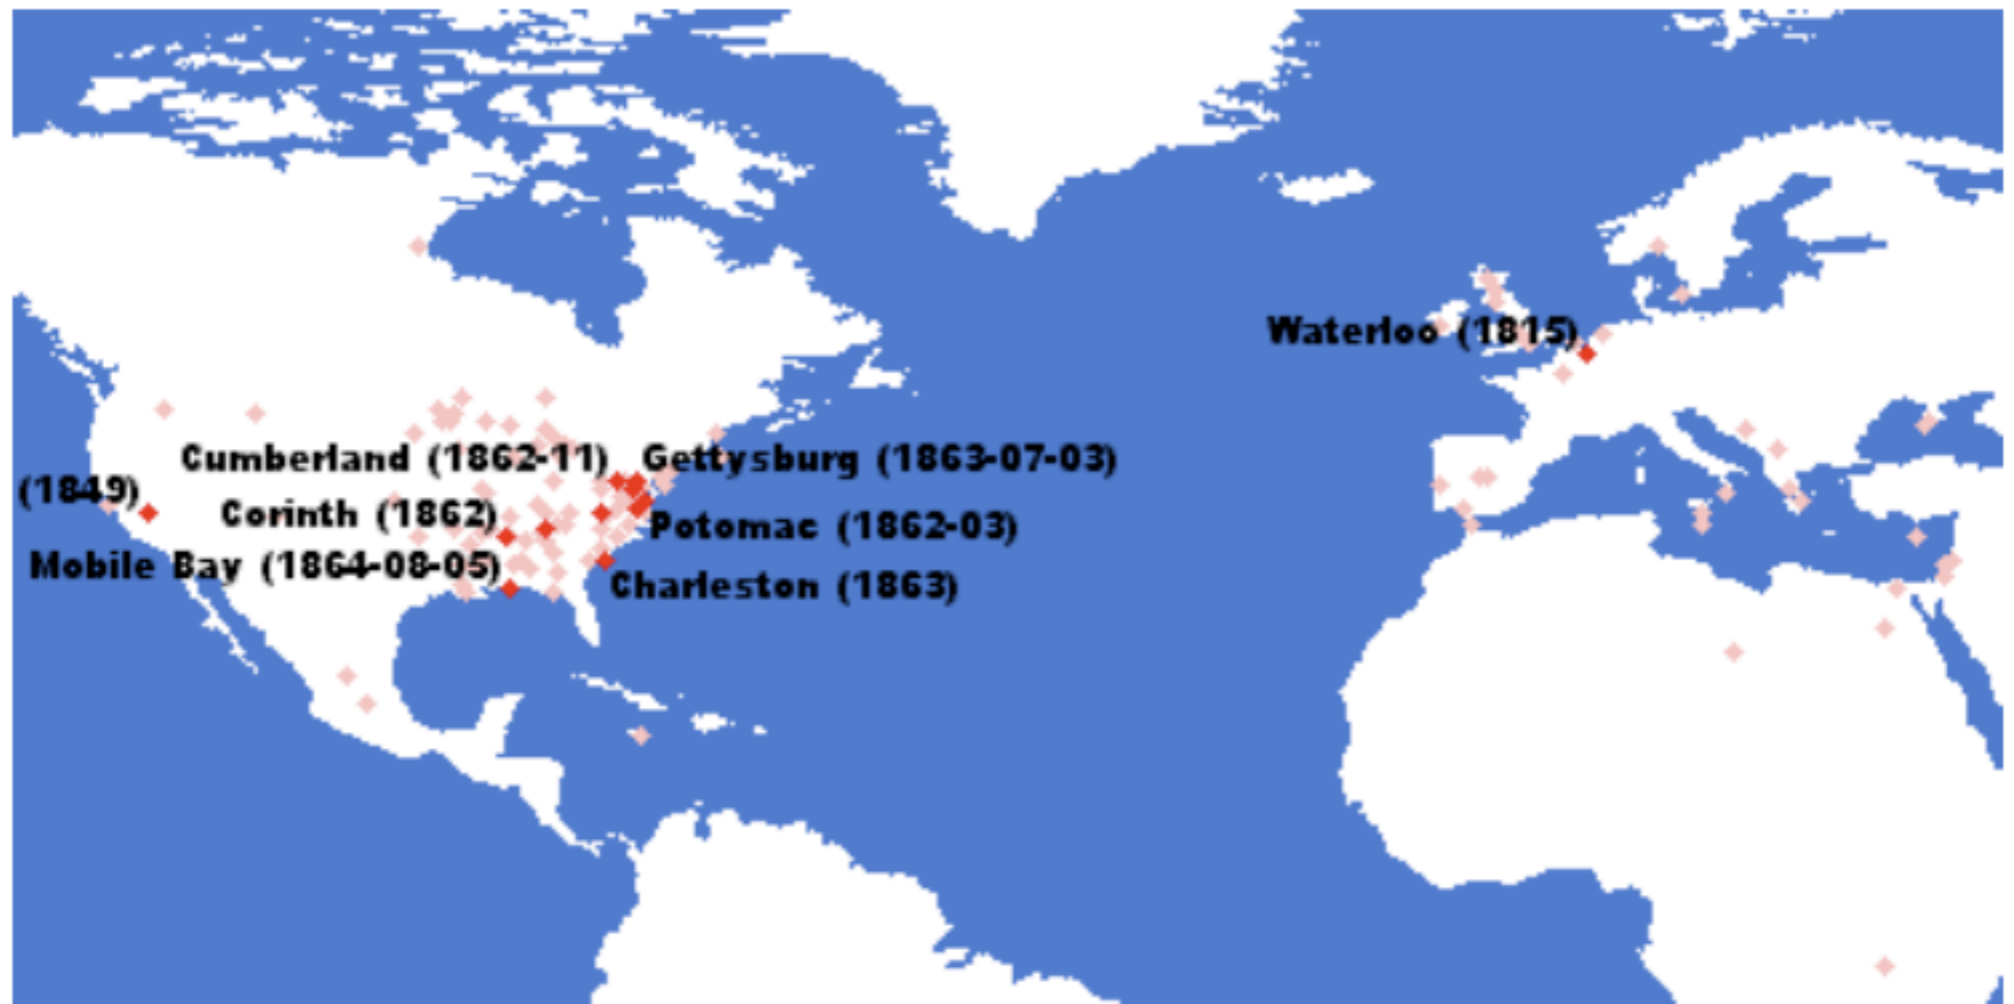 Waterloo (1815)
Cumberland (1862-11)
Gettysburg (1863-07-03)
(1849)
Corinth (1862)
Potomac (1862-03)
Mobile Bay (1864-08-05)
Charleston (1863)